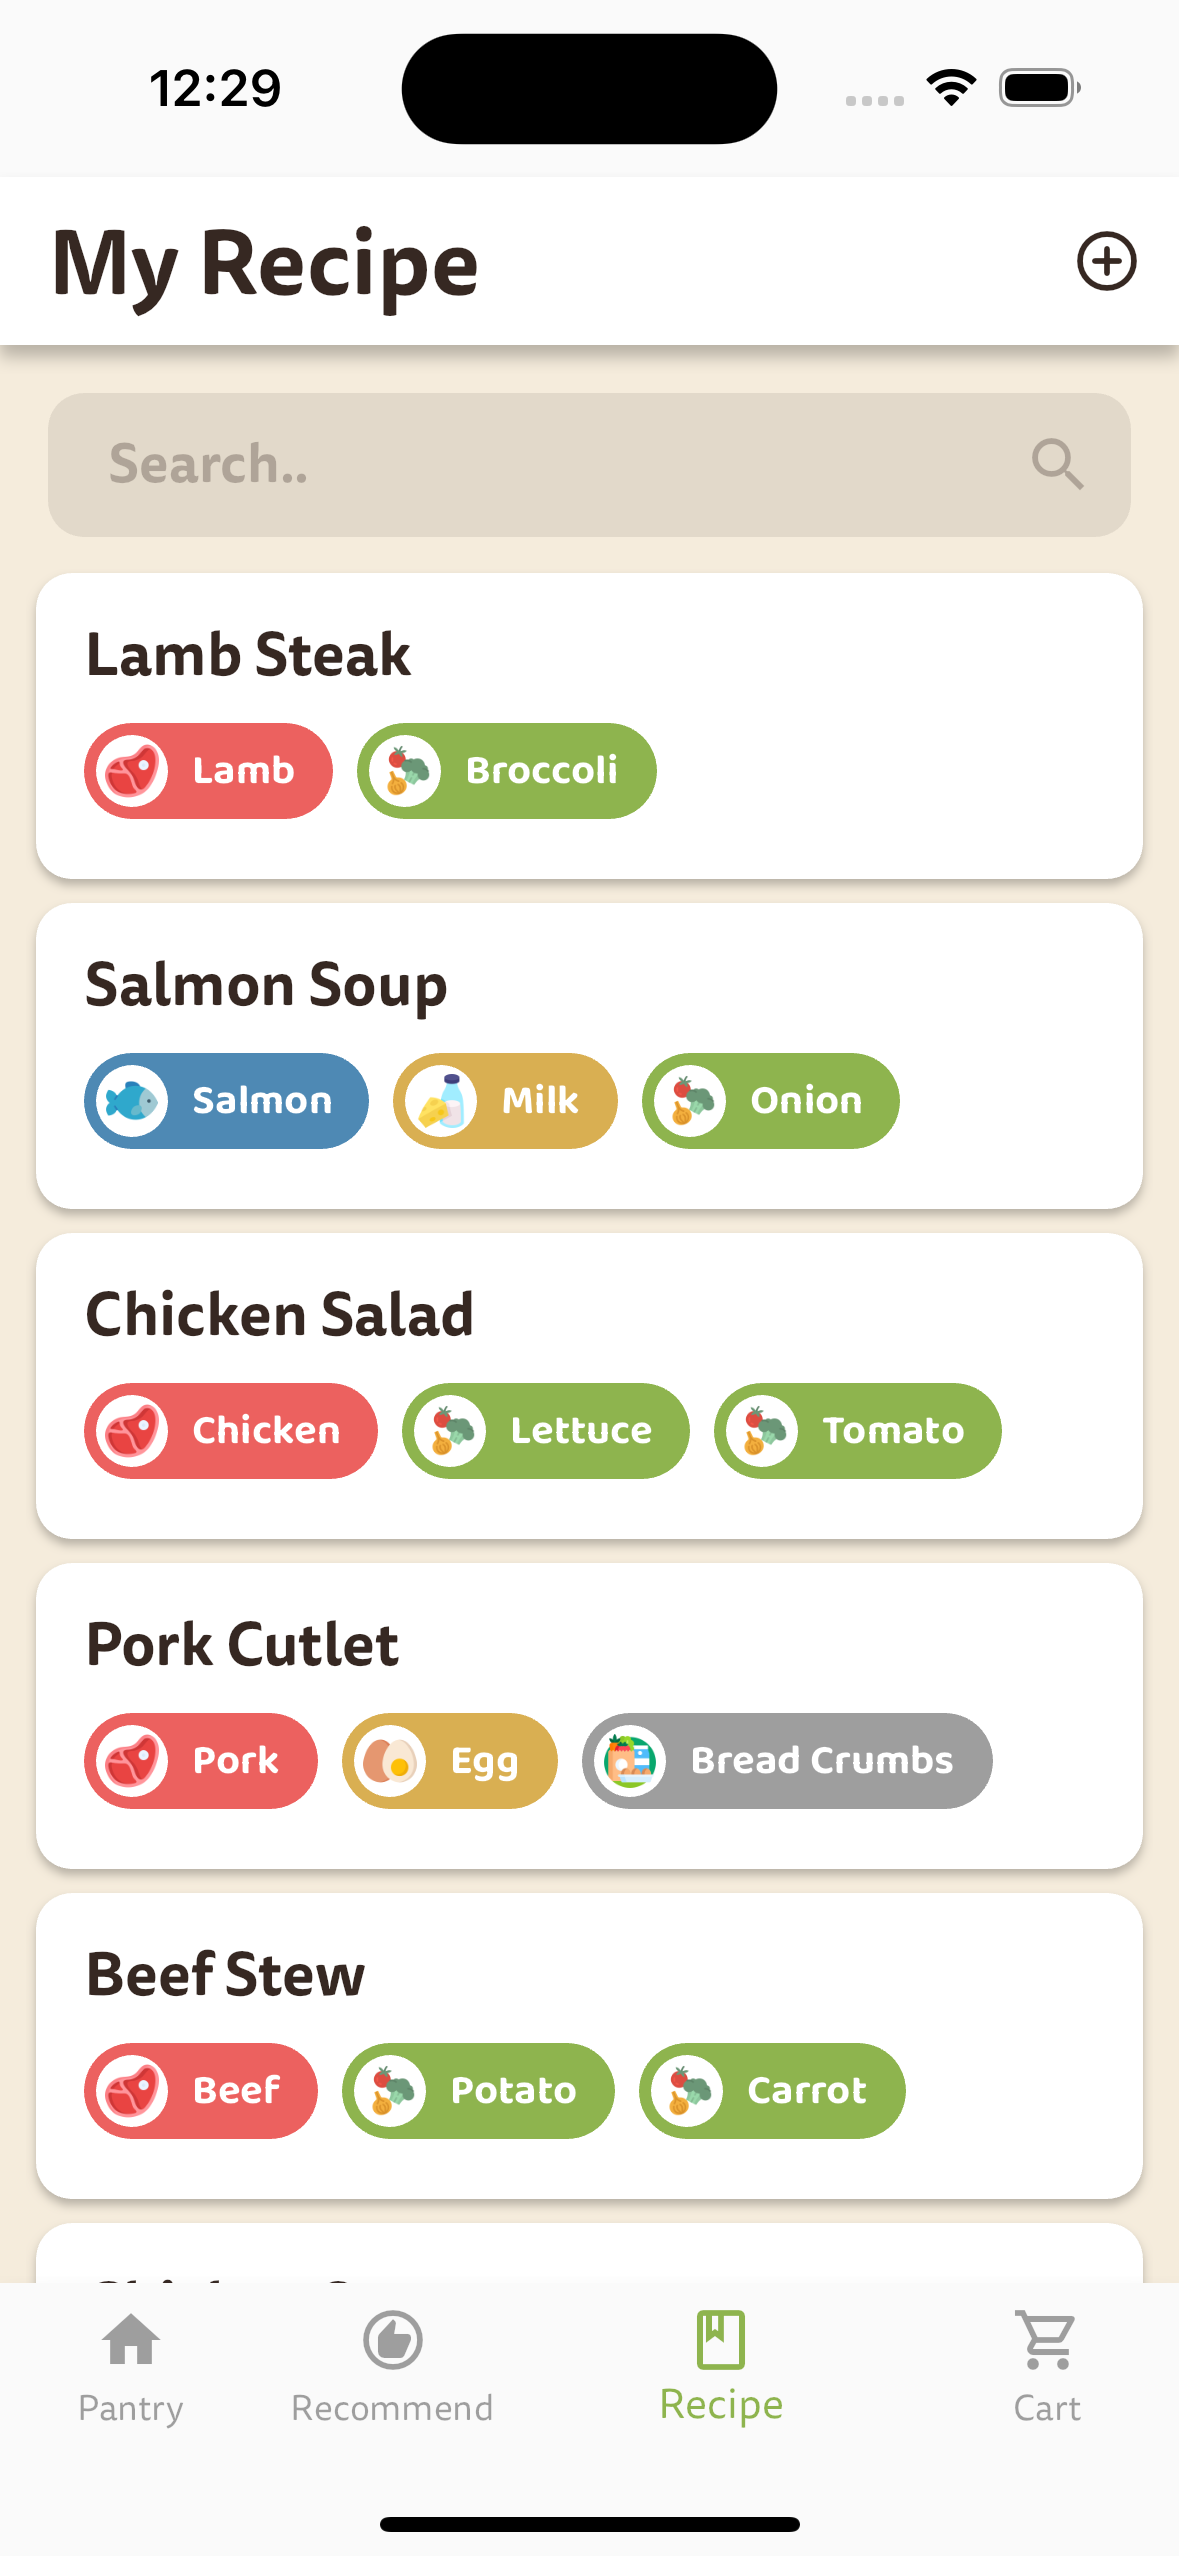 12:29
My Recipe
Search..
Lamb Steak
Lamb Broccoli
Salmon Soup
Salmon Milk Onion
Chicken Salad
Chicken Lettuce Tomato
Pork Cutlet
Pork Egg Bread Crumbs
Beef Stew
Beef Potato Carrot
Pantry Recommend Recipe Cart